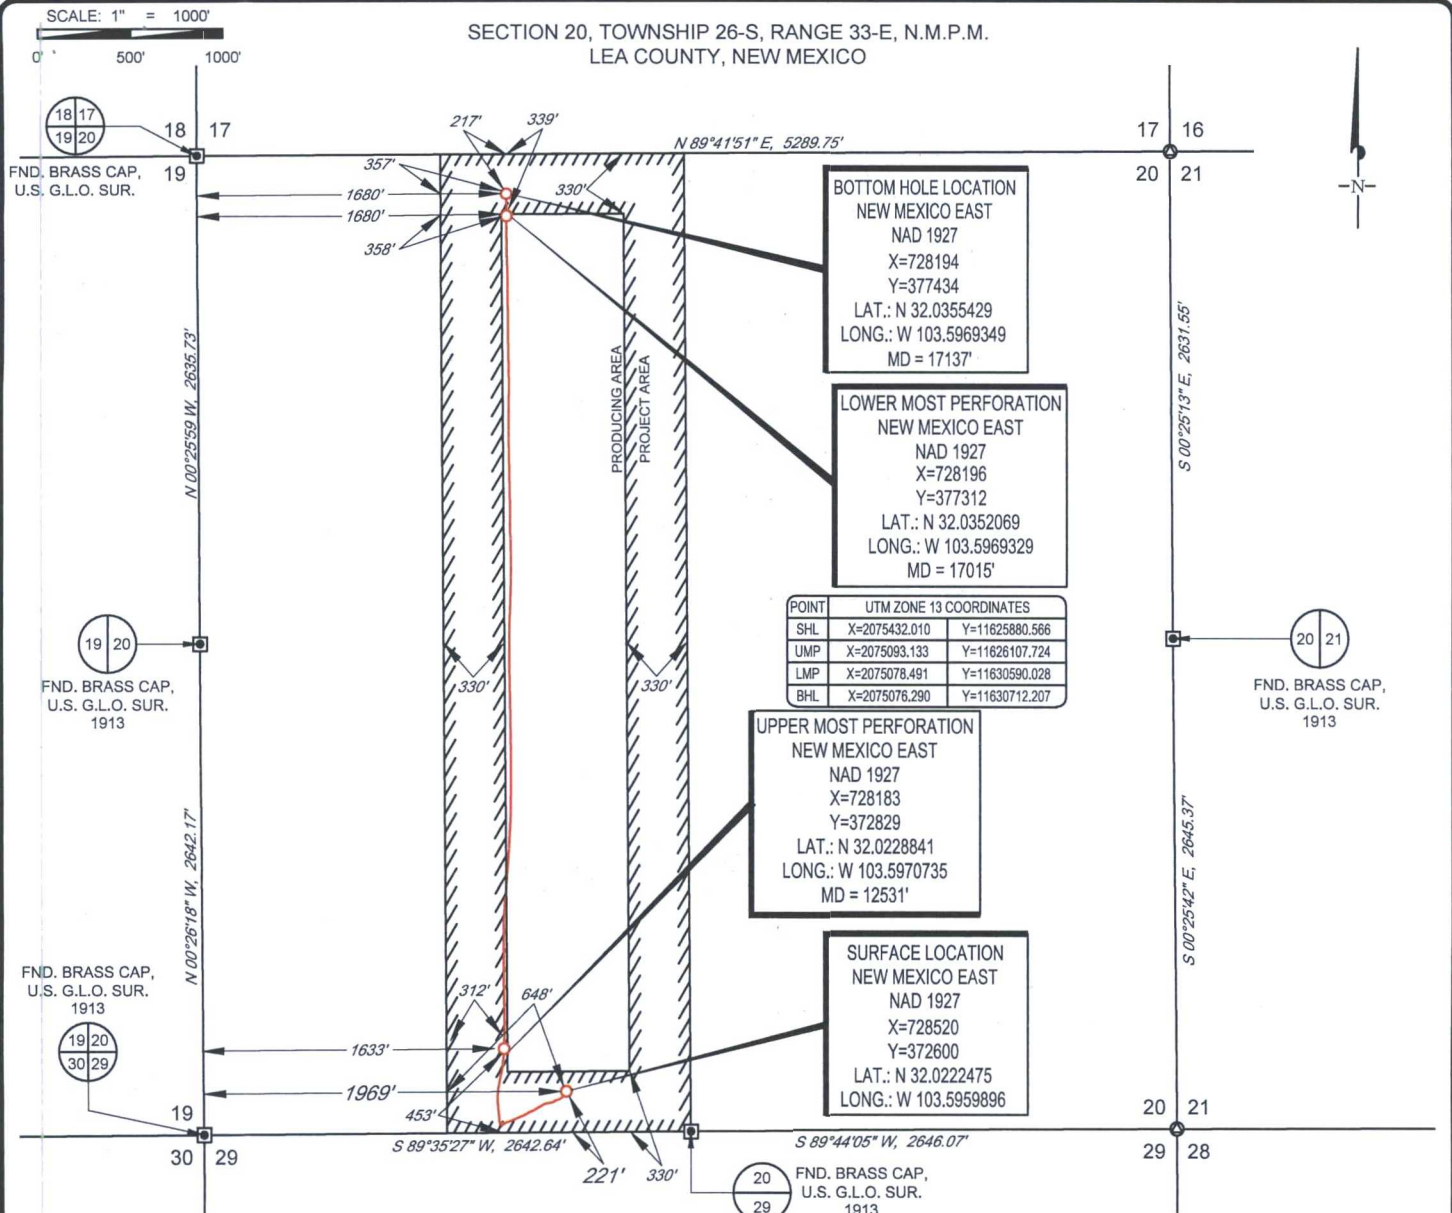 SCALE: 1" = 1000'
0' 500' 1000'
SECTION 20, TOWNSHIP 26-S, RANGE 33-E, N.M.P.M.
LEA COUNTY, NEW MEXICO
18 17
19 20
18 17
19
FND. BRASS CAP,
U.S. G.L.O. SUR.
217' 339'
N 89°41'51" E, 5289.75'
17 16
20 21
N
357'
1680'
330'
1680'
358'
BOTTOM HOLE LOCATION
NEW MEXICO EAST
NAD 1927
X=728194
Y=377434
LAT.: N 32.0355429
LONG.: W 103.5969349
MD = 17137'
N 00°25'59 W, 2635.73'
S 00°25'13" E, 2631.55'
PRODUCING AREA
PROJECT AREA
LOWER MOST PERFORATION
NEW MEXICO EAST
NAD 1927
X=728196
Y=377312
LAT.: N 32.0352069
LONG.: W 103.5969329
MD = 17015'
POINT UTM ZONE 13 COORDINATES
SHL X=2075432.010 Y=11625880.566
UMP X=2075093.133 Y=11626107.724
LMP X=2075078.491 Y=11630590.028
BHL X=2075076.290 Y=11630712.207
19 20
FND. BRASS CAP,
U.S. G.L.O. SUR.
1913
330'
330'
20 21
FND. BRASS CAP,
U.S. G.L.O. SUR.
1913
UPPER MOST PERFORATION
NEW MEXICO EAST
NAD 1927
X=728183
Y=372829
LAT.: N 32.0228841
LONG.: W 103.5970735
MD = 12531'
N 00°26'18" W, 2642.17'
S 00°25'42" E, 2645.37'
SURFACE LOCATION
NEW MEXICO EAST
NAD 1927
X=728520
Y=372600
LAT.: N 32.0222475
LONG.: W 103.5959896
FND. BRASS CAP,
U.S. G.L.O. SUR.
1913
19 20
30 29
312' 648'
1633'
1969'
453'
19
30 29
S 89°35'27" W, 2642.64'
221' 330'
S 89°44'05" W, 2646.07'
20 21
29 28
20
29
FND. BRASS CAP,
U.S. G.L.O. SUR.
1913